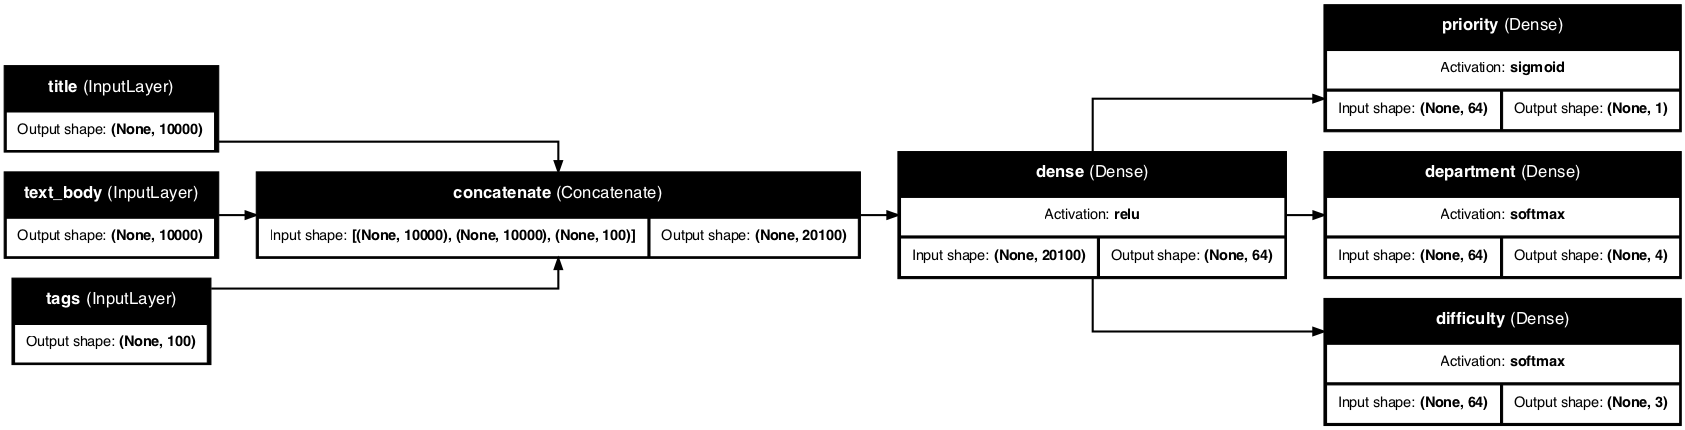 title (InputLayer)
Output shape: (None, 10000)
text_body (InputLayer)
Output shape: (None, 10000)
tags (InputLayer)
Output shape: (None, 100)
concatenate (Concatenate)
Input shape: [(None, 10000), (None, 10000), (None, 100)]
Output shape: (None, 20100)
dense (Dense)
Activation: relu
Input shape: (None, 20100)
Output shape: (None, 64)
priority (Dense)
Activation: sigmoid
Input shape: (None, 64)
Output shape: (None, 1)
department (Dense)
Activation: softmax
Input shape: (None, 64)
Output shape: (None, 4)
difficulty (Dense)
Activation: softmax
Input shape: (None, 64)
Output shape: (None, 3)